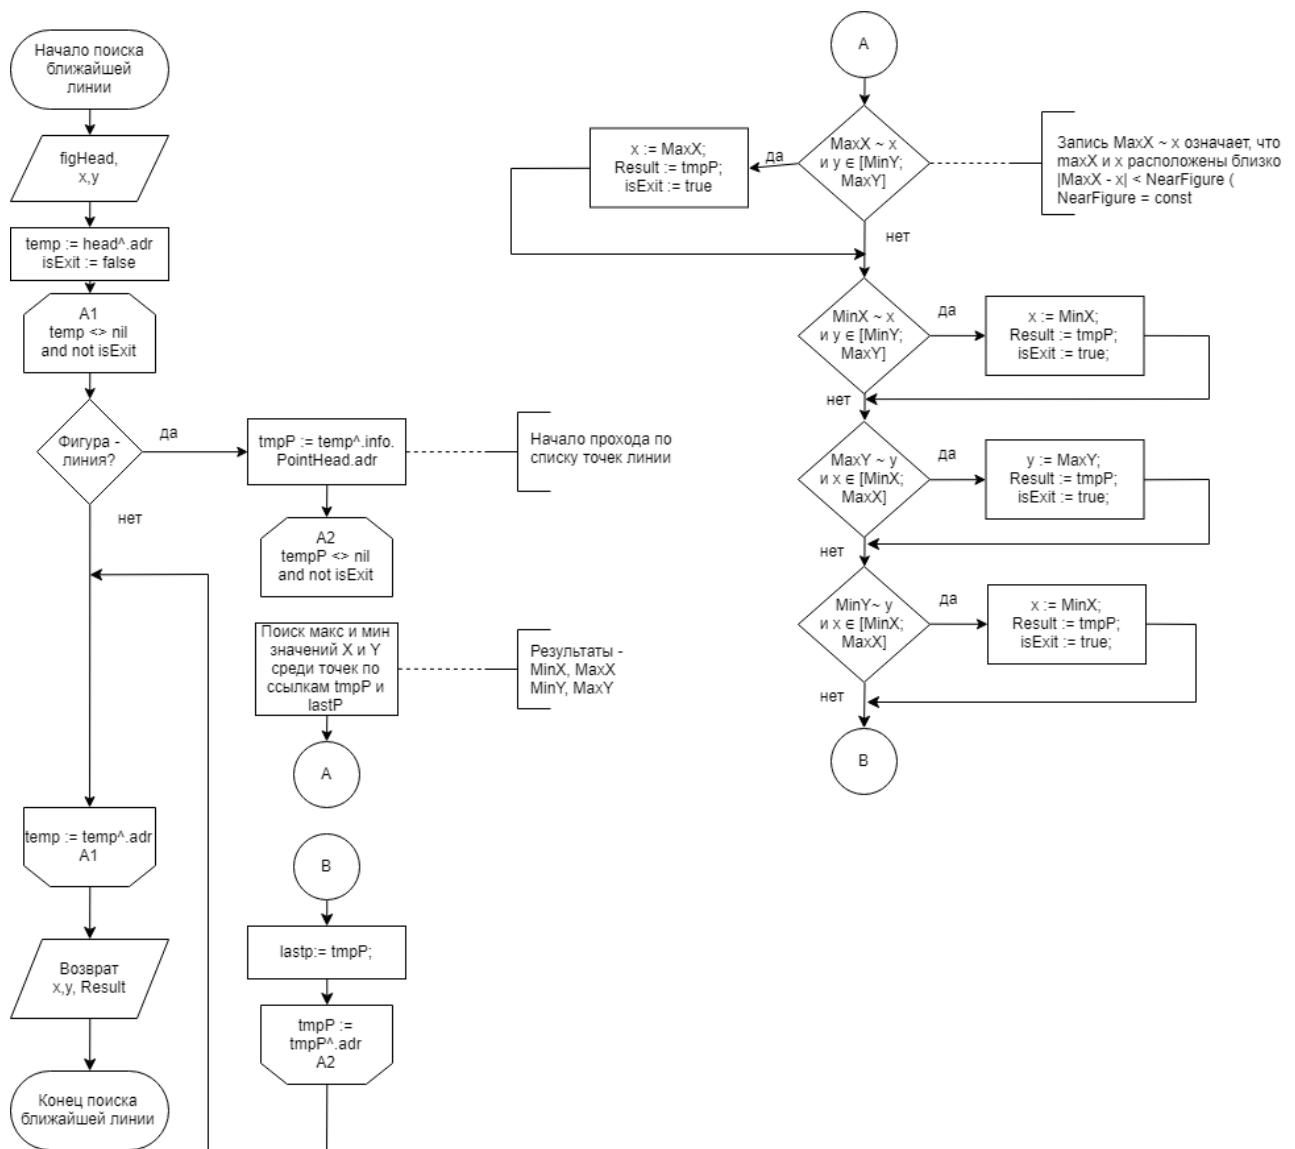 Начало поиска
ближайшей
линии
figHead,
x,y
temp := head^.adr
isExit := false
A1
temp <> nil
and not isExit
Фигура -
линия?
да
нет
tmpP := temp^.info.
PointHead.adr
Начало прохода по
списку точек линии
A2
tempP <> nil
and not isExit
Поиск макс и мин
значений X и Y
среди точек по
ссылкам tmpP и
lastP
Результаты -
MinX, MaxX
MinY, MaxY
A
temp := temp^.adr
A1
Возврат
x,y, Result
Конец поиска
ближайшей линии
B
lastp:= tmpP;
tmpP :=
tmpP^.adr
A2
A
MaxX ~ x
и y ∈ [MinY;
MaxY]
да
x := MaxX;
Result := tmpP;
isExit := true
Запись MaxX ~ x означает, что
maxX и x расположены близко
|MaxX - x| < NearFigure (
NearFigure = const
нет
MinX ~ x
и y ∈ [MinY;
MaxY]
да
x := MinX;
Result := tmpP;
isExit := true;
нет
MaxY ~ y
и x ∈ [MinX;
MaxX]
да
y := MaxY;
Result := tmpP;
isExit := true;
нет
MinY~ y
и x ∈ [MinX;
MaxX]
да
x := MinX;
Result := tmpP;
isExit := true;
нет
B